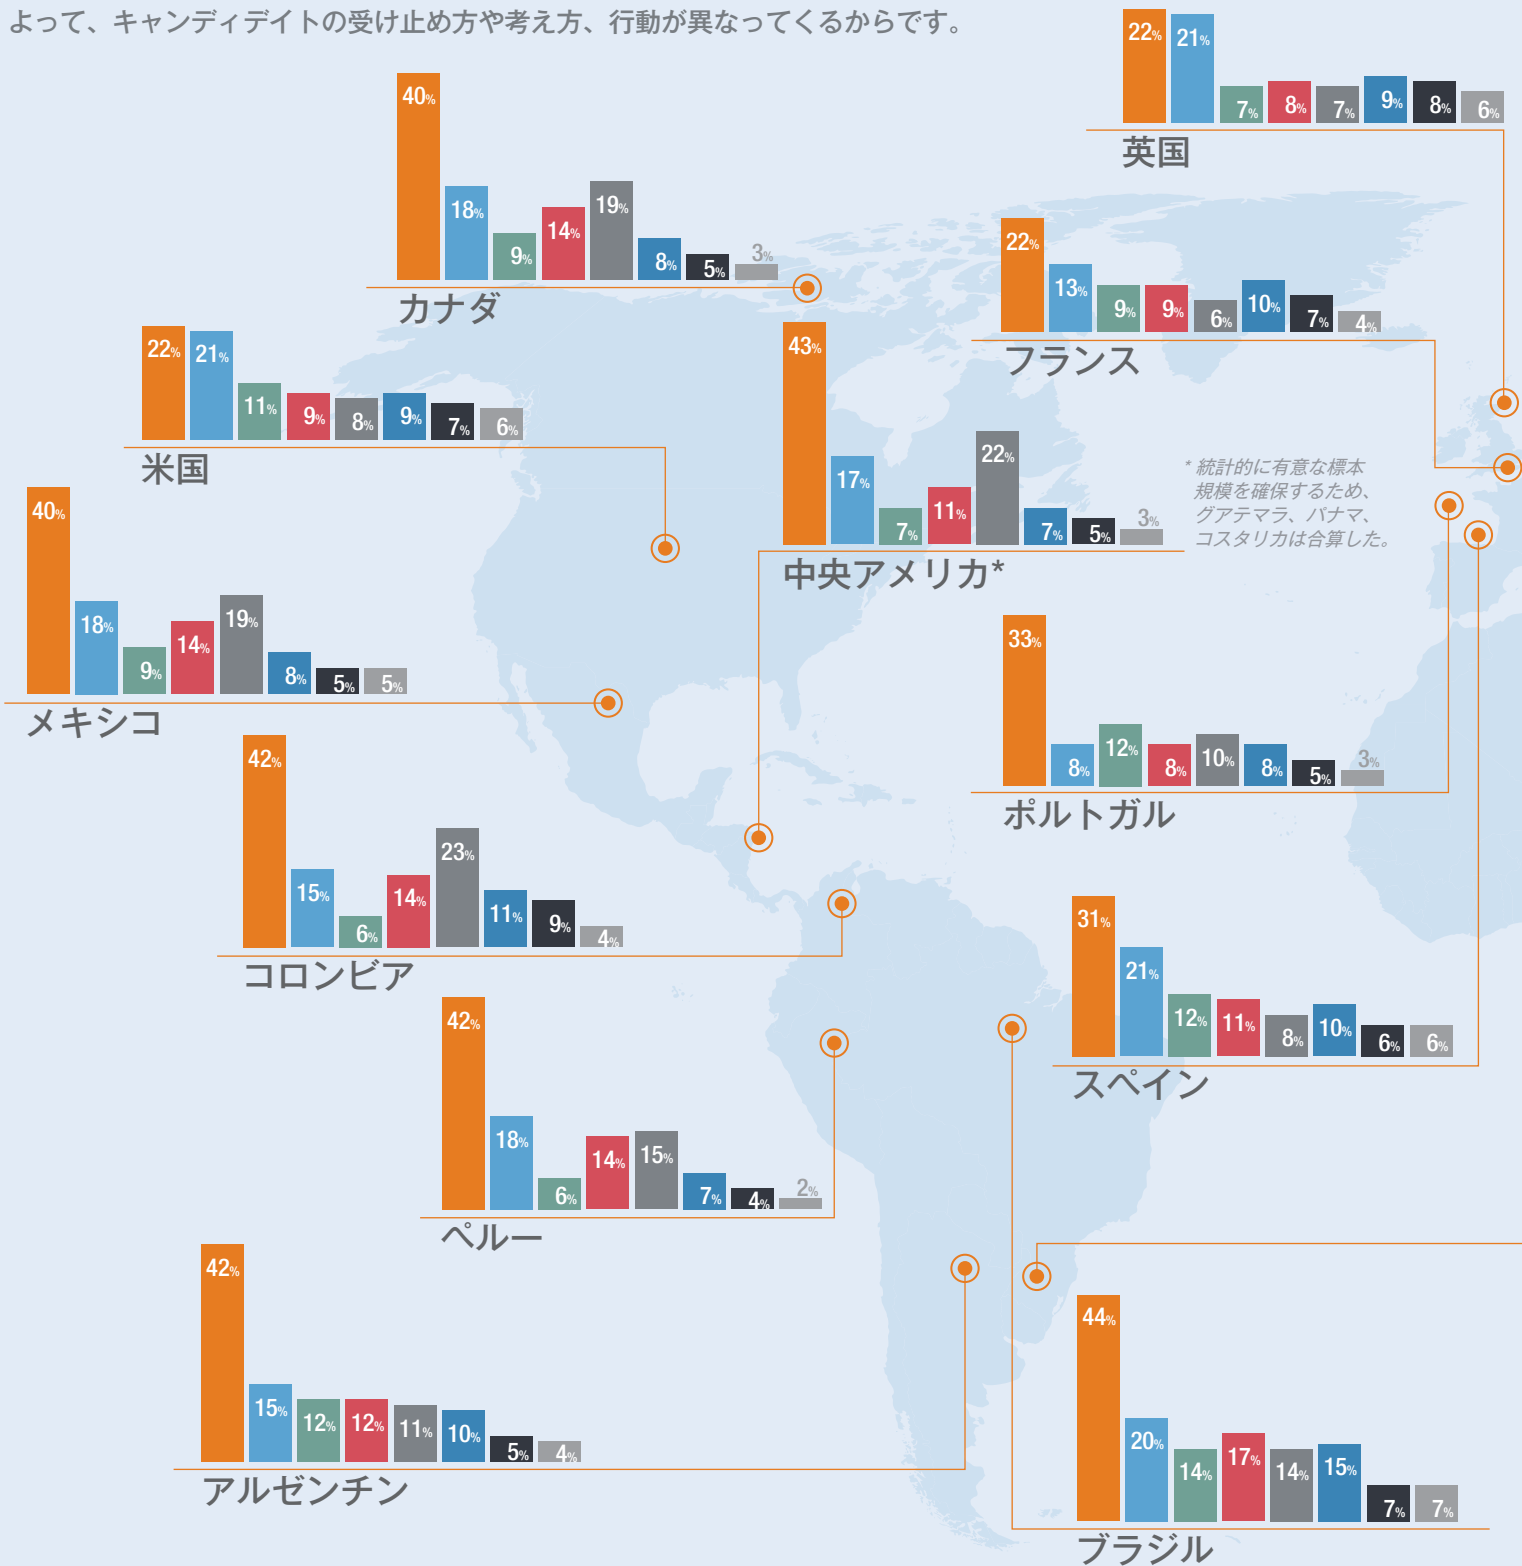 よって、キャンディデイトの受け止め方や考え方、行動が異なってくるからです。
22% 21% 7% 8% 7% 9% 8% 6%
英国
40% 18% 9% 14% 19% 8% 5% 3%
カナダ
22% 13% 9% 9% 6% 10% 7% 4%
フランス
22% 21% 11% 9% 8% 9% 7% 6%
米国
43% 17% 7% 11% 22% 7% 5% 3%
中央アメリカ*
* 統計的に有意な標本
規模を確保するため、
グアテマラ、パナマ、
コスタリカは合算した。
40% 18% 9% 14% 19% 8% 5% 5%
メキシコ
33% 8% 12% 8% 10% 8% 5% 3%
ポルトガル
42% 15% 6% 14% 23% 11% 9% 4%
コロンビア
31% 21% 12% 11% 8% 10% 6% 6%
スペイン
42% 18% 6% 14% 15% 7% 4% 2%
ペルー
42% 15% 12% 12% 11% 10% 5% 4%
アルゼンチン
44% 20% 14% 17% 14% 15% 7% 7%
ブラジル